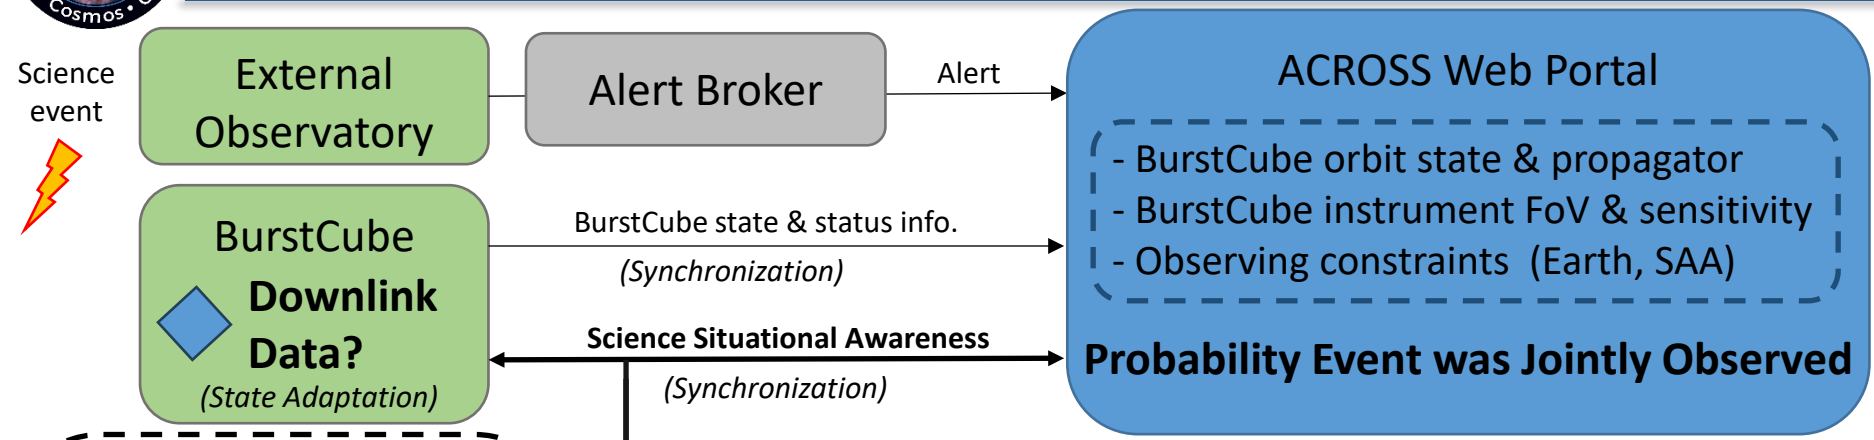 Cosmos •
Science
event
External
Observatory
Alert Broker
Alert
ACROSS Web Portal
- BurstCube orbit state & propagator
- BurstCube instrument FoV & sensitivity
- Observing constraints (Earth, SAA)
Probability Event was Jointly Observed
BurstCube
Downlink
Data?
(State Adaptation)
BurstCube state & status info.
(Synchronization)
Science Situational Awareness
(Synchronization)